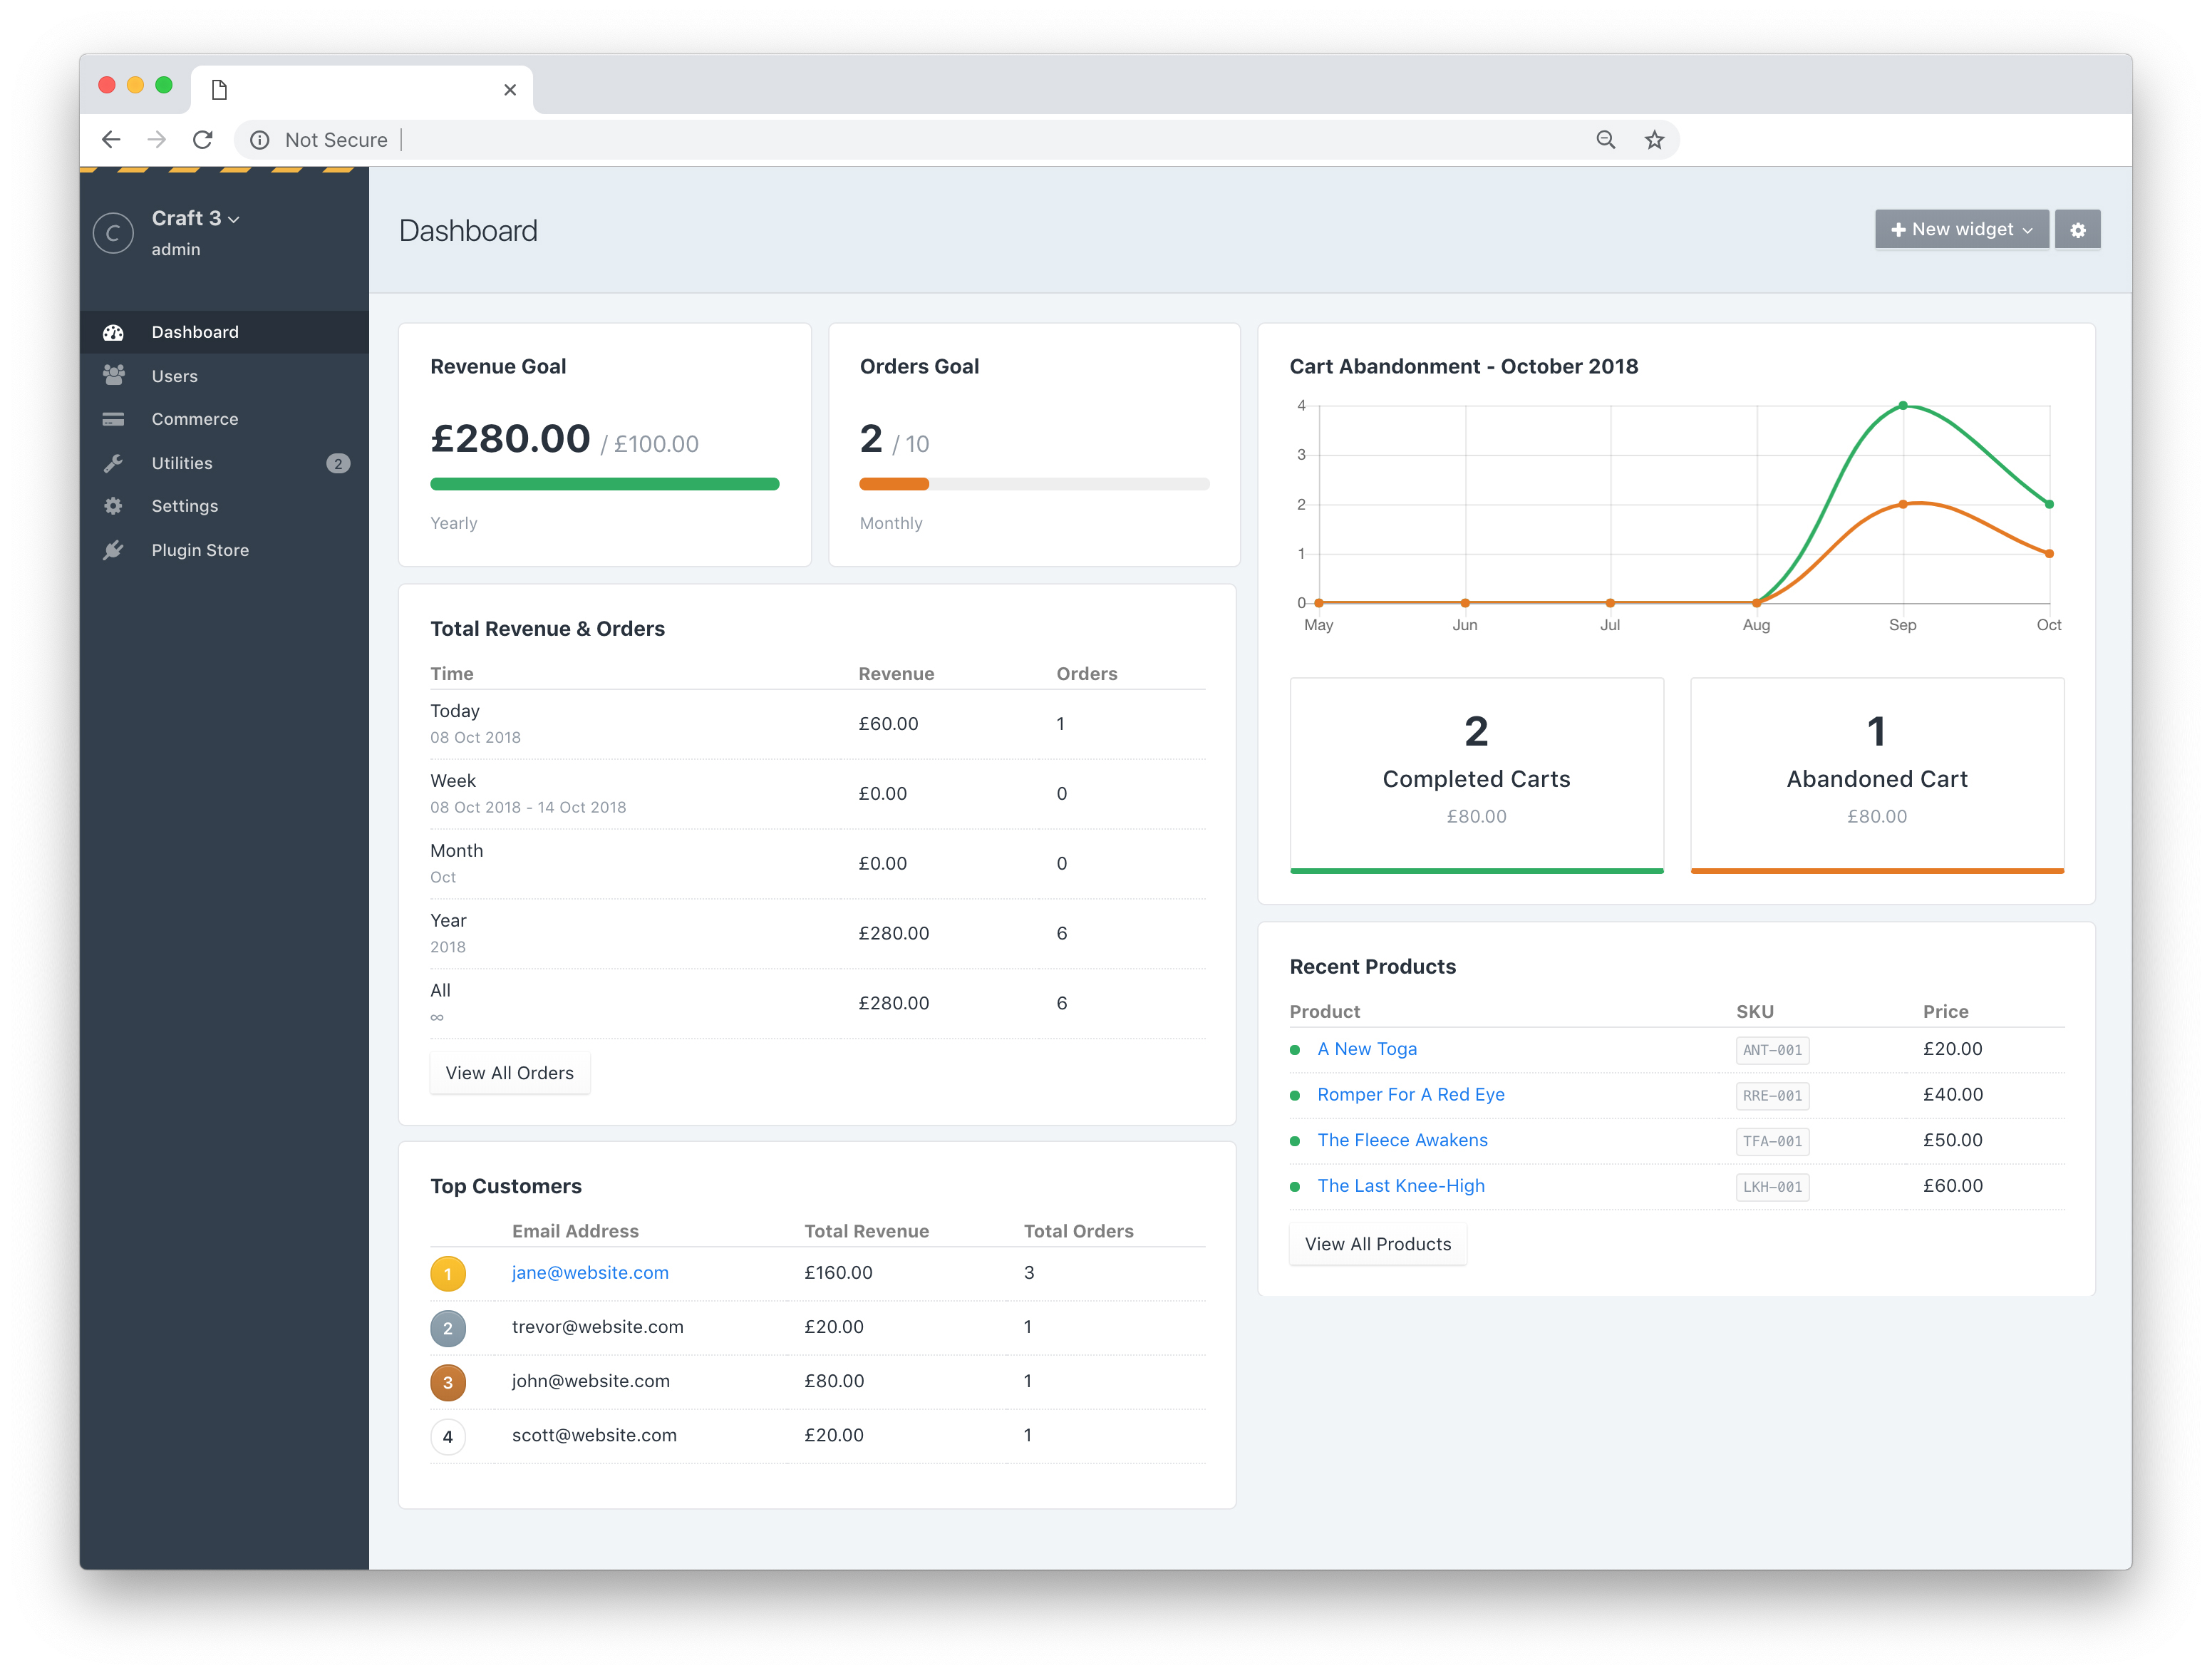 Not Secure
Craft 3
admin
Dashboard
Users
Commerce
Utilities 2
Settings
Plugin Store
Dashboard
New widget
Revenue Goal
£280.00 / £100.00
Yearly
Orders Goal
2 / 10
Monthly
Total Revenue & Orders
Time Revenue Orders
Today
08 Oct 2018
£60.00 1
Week
08 Oct 2018 - 14 Oct 2018
£0.00 0
Month
Oct
£0.00 0
Year
2018
£280.00 6
All
∞
£280.00 6
View All Orders
Top Customers
Email Address Total Revenue Total Orders
1 jane@website.com £160.00 3
2 trevor@website.com £20.00 1
3 john@website.com £80.00 1
4 scott@website.com £20.00 1
Cart Abandonment - October 2018
4
3
2
1
0
May Jun Jul Aug Sep Oct
2
Completed Carts
£80.00
1
Abandoned Cart
£80.00
Recent Products
Product SKU Price
A New Toga ANT-001 £20.00
Romper For A Red Eye RRE-001 £40.00
The Fleece Awakens TFA-001 £50.00
The Last Knee-High LKH-001 £60.00
View All Products